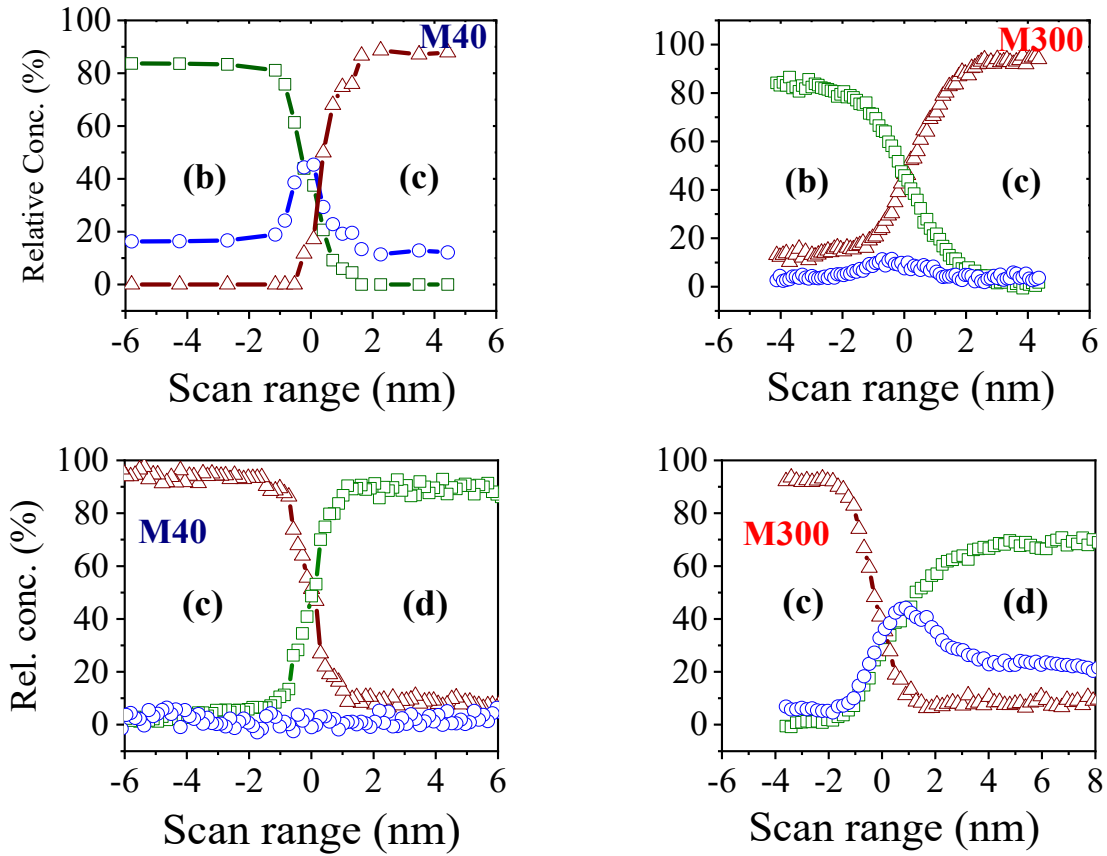 M40
Relative Conc. (%)
100
80
60
40
20
0
(b)
(c)
-6 -4 -2 0 2 4 6
Scan range (nm)
M300
100
80
60
40
20
0
(b)
(c)
-6 -4 -2 0 2 4 6
Scan range (nm)
M40
Rel. conc. (%)
100
80
60
40
20
0
(c)
(d)
-6 -4 -2 0 2 4 6
Scan range (nm)
M300
100
80
60
40
20
0
(c)
(d)
-6 -4 -2 0 2 4 6 8
Scan range (nm)